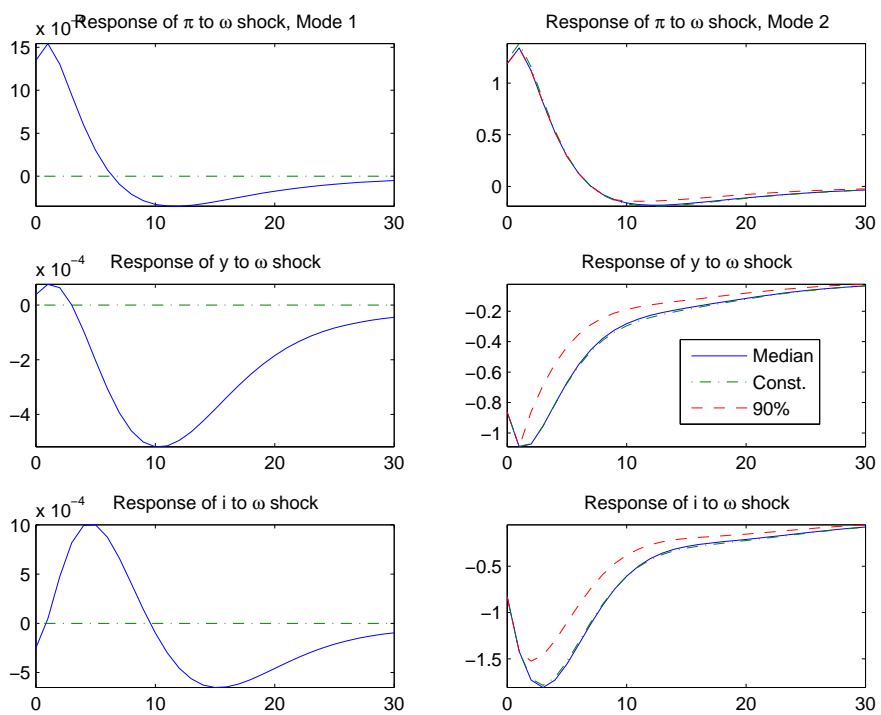 x 10⁻⁴
Response of π to ω shock, Mode 1
15
10
5
0
0 10 20 30
Response of π to ω shock, Mode 2
1
0.5
0
0 10 20 30
x 10⁻⁴
Response of y to ω shock
0
−2
−4
0 10 20 30
Response of y to ω shock
−0.2
−0.4
−0.6
−0.8
−1
0 10 20 30
Median
Const.
90%
x 10⁻⁴
Response of i to ω shock
10
5
0
−5
0 10 20 30
Response of i to ω shock
−0.5
−1
−1.5
0 10 20 30